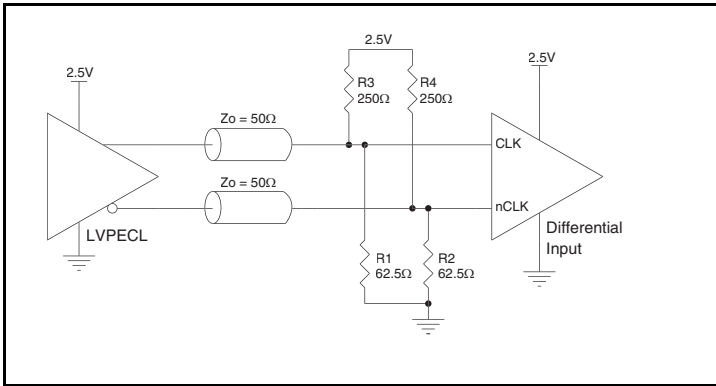 2.5V
2.5V
2.5V
R3
250Ω
R4
250Ω
Zo = 50Ω
CLK
Zo = 50Ω
nCLK
LVPECL
Differential
Input
R1
62.5Ω
R2
62.5Ω